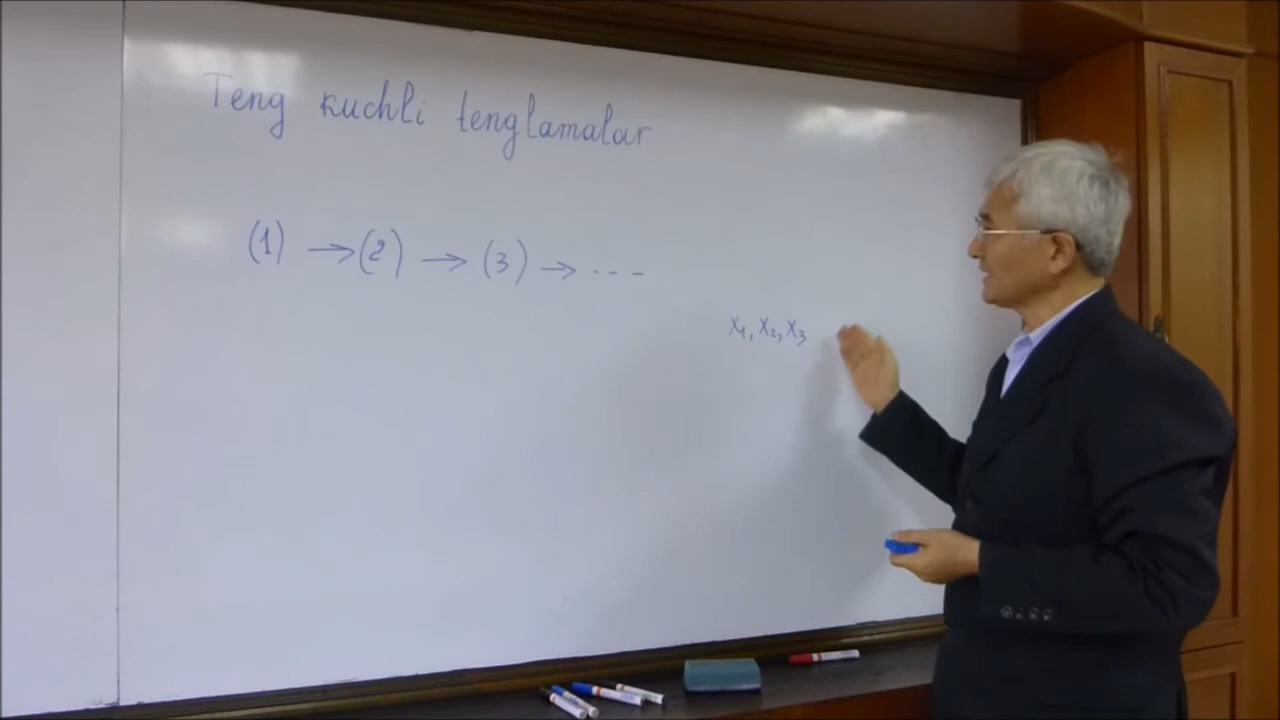 Teng kuchli tenglamalar
(1) → (2) → (3) → ...
x₁, x₂, x₃